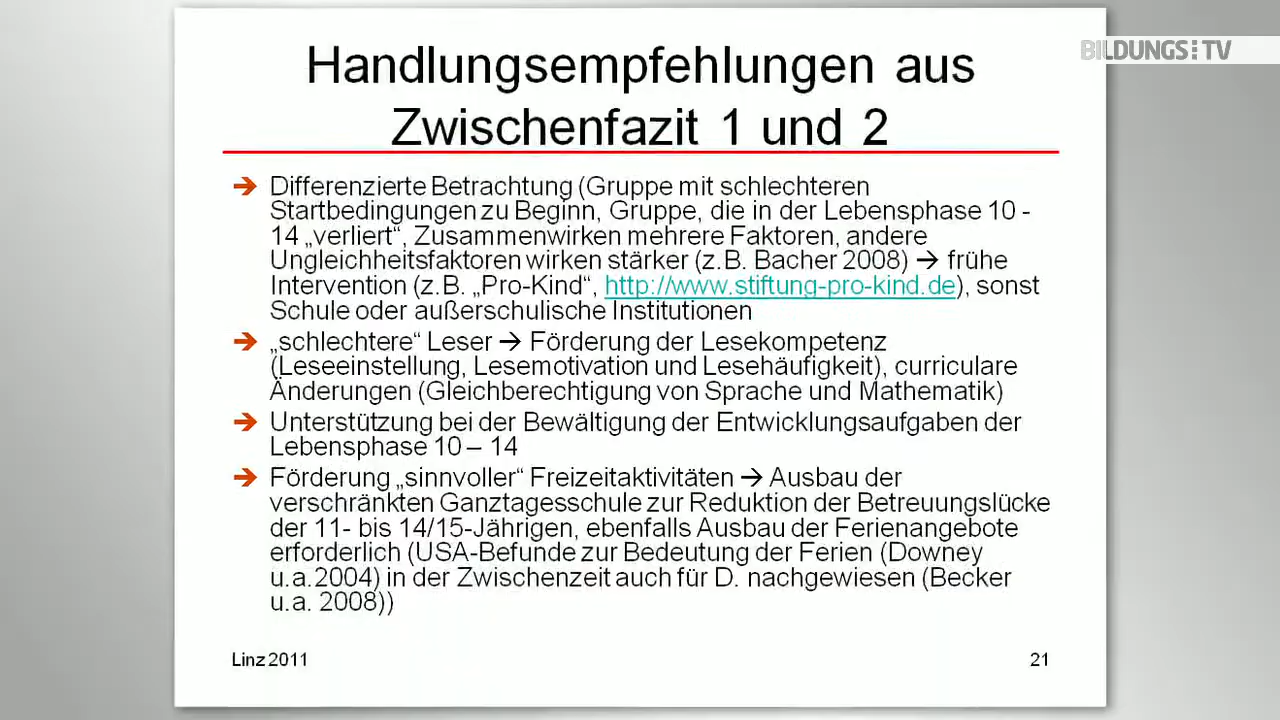 BILDUNGS:TV
Handlungsempfehlungen aus
Zwischenfazit 1 und 2
➔ Differenzierte Betrachtung (Gruppe mit schlechteren
Startbedingungen zu Beginn, Gruppe, die in der Lebensphase 10 -
14 „verliert“, Zusammenwirken mehrere Faktoren, andere
Ungleichheitsfaktoren wirken stärker (z.B. Bacher 2008) → frühe
Intervention (z.B. „Pro-Kind“, http://www.stiftung-pro-kind.de), sonst
Schule oder außerschulische Institutionen
➔ „schlechtere“ Leser → Förderung der Lesekompetenz
(Leseeinstellung, Lesemotivation und Lesehäufigkeit), curriculare
Änderungen (Gleichberechtigung von Sprache und Mathematik)
➔ Unterstützung bei der Bewältigung der Entwicklungsaufgaben der
Lebensphase 10 – 14
➔ Förderung „sinnvoller“ Freizeitaktivitäten → Ausbau der
verschränkten Ganztagesschule zur Reduktion der Betreuungslücke
der 11- bis 14/15-Jährigen, ebenfalls Ausbau der Ferienangebote
erforderlich (USA-Befunde zur Bedeutung der Ferien (Downey
u.a.2004) in der Zwischenzeit auch für D. nachgewiesen (Becker
u.a. 2008))
Linz 2011
21